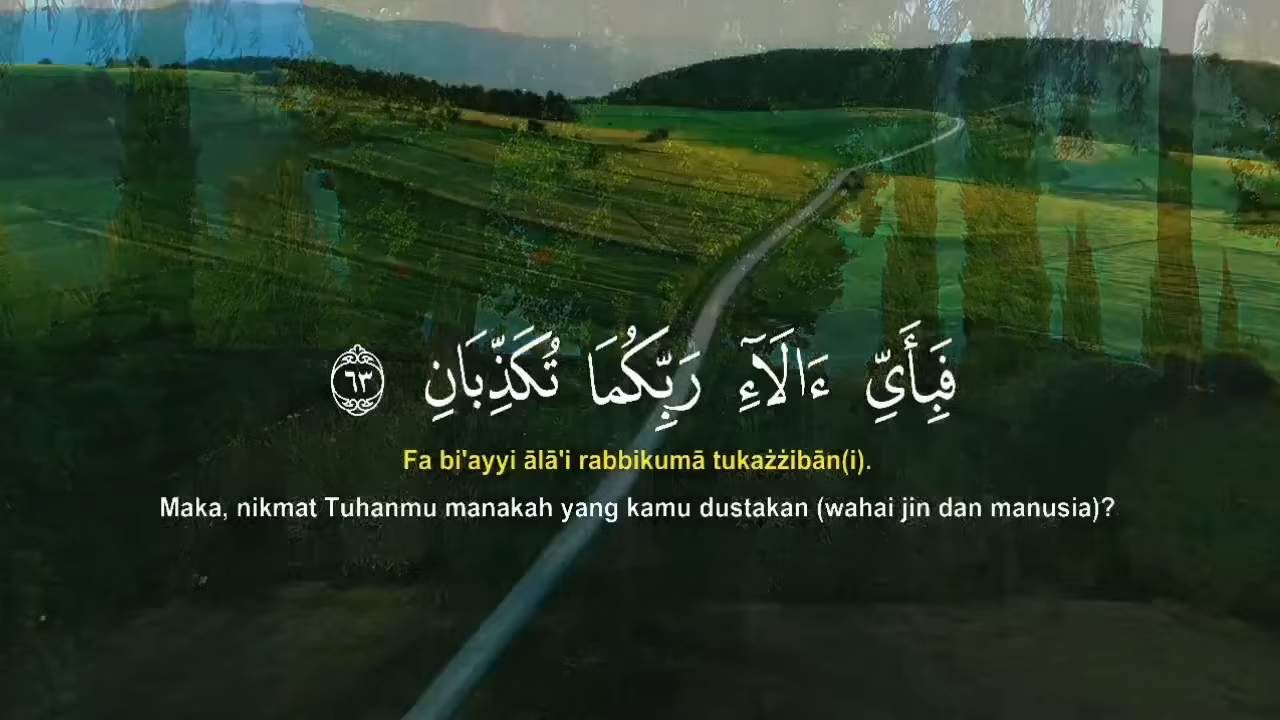 فَبِأَيِّ ءَالَآءِ رَبِّكُمَا تُكَذِّبَانِ ٦٣
Fa bi'ayyi ālā'i rabbikumā tukażżibān(i).
Maka, nikmat Tuhanmu manakah yang kamu dustakan (wahai jin dan manusia)?